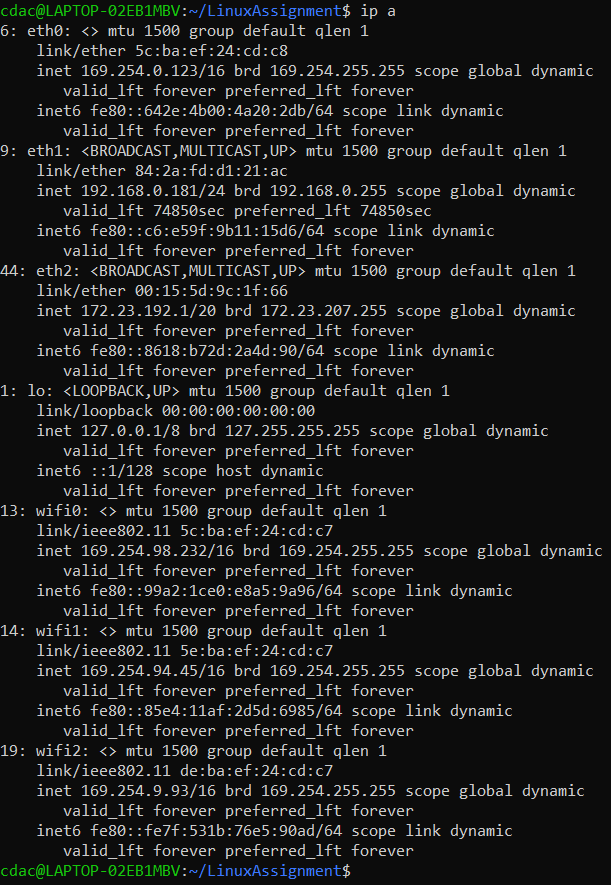 cdac@LAPTOP-02EB1MBV:~/LinuxAssignment$ ip a
6: eth0: <> mtu 1500 group default qlen 1
    link/ether 5c:ba:ef:24:cd:c8
    inet 169.254.0.123/16 brd 169.254.255.255 scope global dynamic
       valid_lft forever preferred_lft forever
    inet6 fe80::642e:4b00:4a20:2db/64 scope link dynamic
       valid_lft forever preferred_lft forever
9: eth1: <BROADCAST,MULTICAST,UP> mtu 1500 group default qlen 1
    link/ether 84:2a:fd:d1:21:ac
    inet 192.168.0.181/24 brd 192.168.0.255 scope global dynamic
       valid_lft 74850sec preferred_lft 74850sec
    inet6 fe80::c6:e59f:9b11:15d6/64 scope link dynamic
       valid_lft forever preferred_lft forever
44: eth2: <BROADCAST,MULTICAST,UP> mtu 1500 group default qlen 1
    link/ether 00:15:5d:9c:1f:66
    inet 172.23.192.1/20 brd 172.23.207.255 scope global dynamic
       valid_lft forever preferred_lft forever
    inet6 fe80::8618:b72d:2a4d:90/64 scope link dynamic
       valid_lft forever preferred_lft forever
1: lo: <LOOPBACK,UP> mtu 1500 group default qlen 1
    link/loopback 00:00:00:00:00:00
    inet 127.0.0.1/8 brd 127.255.255.255 scope global dynamic
       valid_lft forever preferred_lft forever
    inet6 ::1/128 scope host dynamic
       valid_lft forever preferred_lft forever
13: wifi0: <> mtu 1500 group default qlen 1
    link/ieee802.11 5c:ba:ef:24:cd:c7
    inet 169.254.98.232/16 brd 169.254.255.255 scope global dynamic
       valid_lft forever preferred_lft forever
    inet6 fe80::99a2:1ce0:e8a5:9a96/64 scope link dynamic
       valid_lft forever preferred_lft forever
14: wifi1: <> mtu 1500 group default qlen 1
    link/ieee802.11 5e:ba:ef:24:cd:c7
    inet 169.254.94.45/16 brd 169.254.255.255 scope global dynamic
       valid_lft forever preferred_lft forever
    inet6 fe80::85e4:11af:2d5d:6985/64 scope link dynamic
       valid_lft forever preferred_lft forever
19: wifi2: <> mtu 1500 group default qlen 1
    link/ieee802.11 de:ba:ef:24:cd:c7
    inet 169.254.9.93/16 brd 169.254.255.255 scope global dynamic
       valid_lft forever preferred_lft forever
    inet6 fe80::fe7f:531b:76e5:90ad/64 scope link dynamic
       valid_lft forever preferred_lft forever
cdac@LAPTOP-02EB1MBV:~/LinuxAssignment$